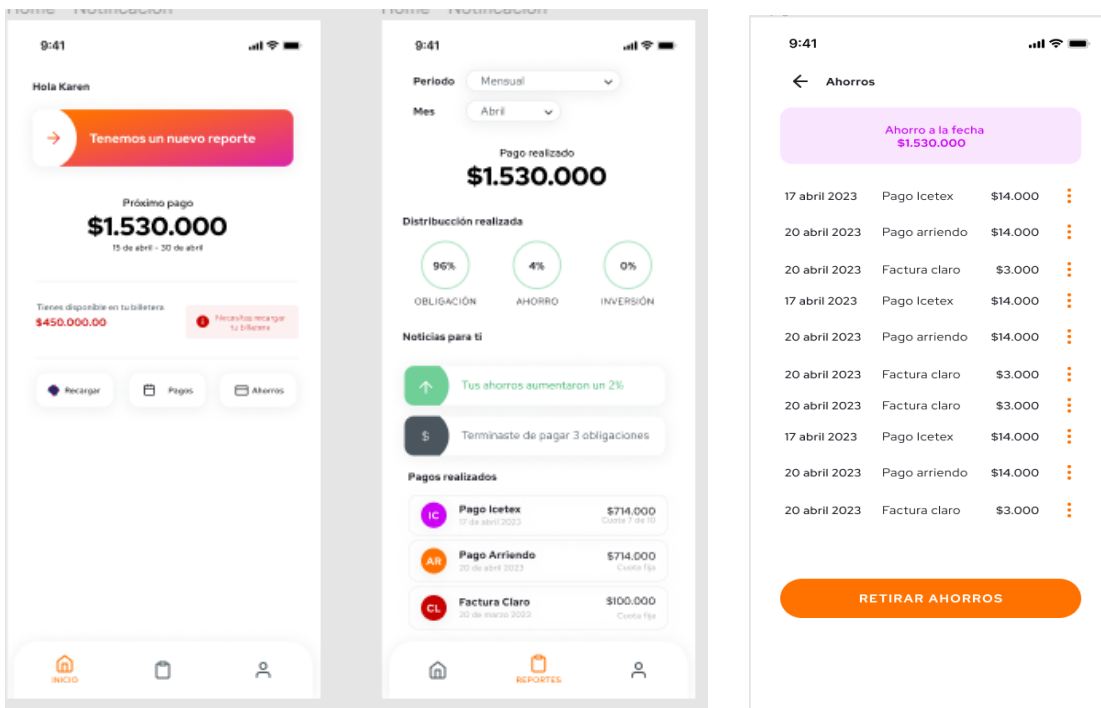 Home - Notificación
9:41
Hola Karen
Tenemos un nuevo reporte
Próximo pago
$1.530.000
15 de abril - 30 de abril
Tienes disponible en tu billetera
$450.000.00
Necesitas recargar
tu billetera
Recargar
Pagos
Ahorros
INICIO
Home - Notificación
9:41
Periodo
Mensual
Mes
Abril
Pago realizado
$1.530.000
Distribucción realizada
96%
4%
0%
OBLIGACIÓN
AHORRO
INVERSIÓN
Noticias para ti
Tus ahorros aumentaron un 2%
$
Terminaste de pagar 3 obligaciones
Pagos realizados
IC
Pago Icetex
$714.000
17 de abril 2023
Cuota 7 de 10
AR
Pago Arriendo
$714.000
20 de abril 2023
Cuota fija
CL
Factura Claro
$100.000
20 de marzo 2023
Cuota fija
REPORTES
9:41
Ahorros
Ahorro a la fecha
$1.530.000
17 abril 2023 Pago Icetex $14.000
20 abril 2023 Pago arriendo $14.000
20 abril 2023 Factura claro $3.000
17 abril 2023 Pago Icetex $14.000
20 abril 2023 Pago arriendo $14.000
20 abril 2023 Factura claro $3.000
20 abril 2023 Factura claro $3.000
17 abril 2023 Pago Icetex $14.000
20 abril 2023 Pago arriendo $14.000
20 abril 2023 Factura claro $3.000
RETIRAR AHORROS